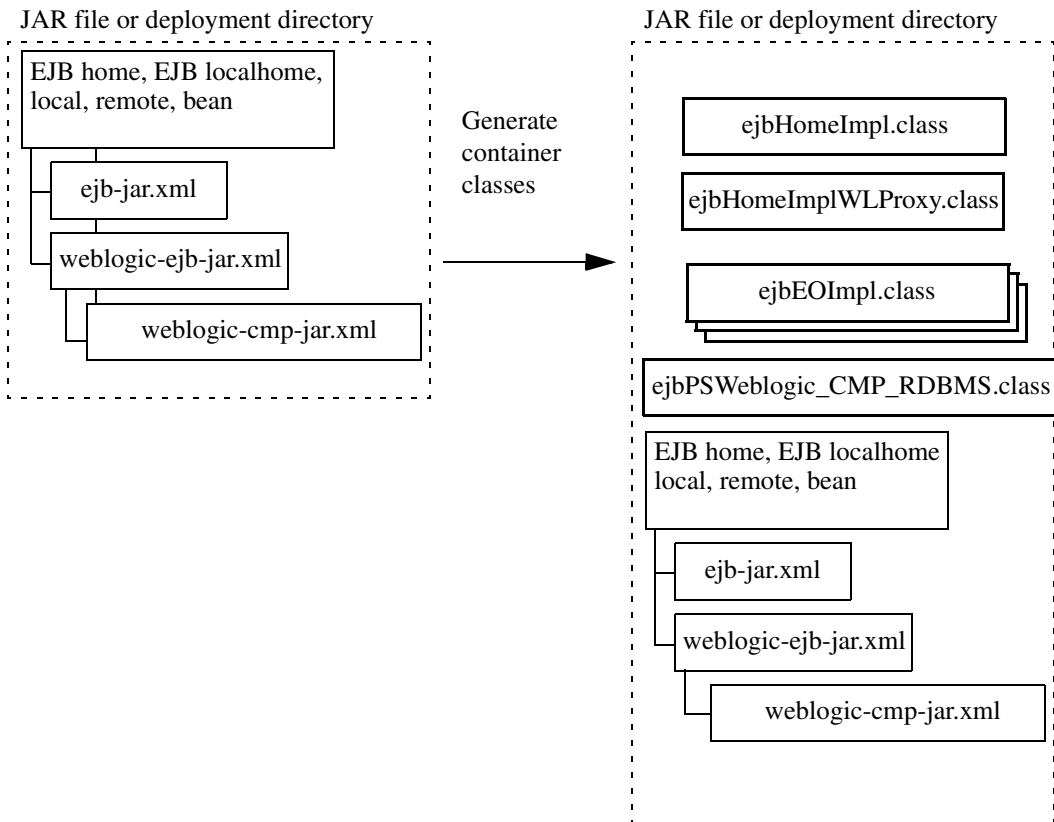 JAR file or deployment directory
EJB home, EJB localhome,
local, remote, bean
ejb-jar.xml
weblogic-ejb-jar.xml
weblogic-cmp-jar.xml
Generate
container
classes
JAR file or deployment directory
ejbHomeImpl.class
ejbHomeImplWLProxy.class
ejbEOImpl.class
ejbPSWeblogic_CMP_RDBMS.class
EJB home, EJB localhome
local, remote, bean
ejb-jar.xml
weblogic-ejb-jar.xml
weblogic-cmp-jar.xml